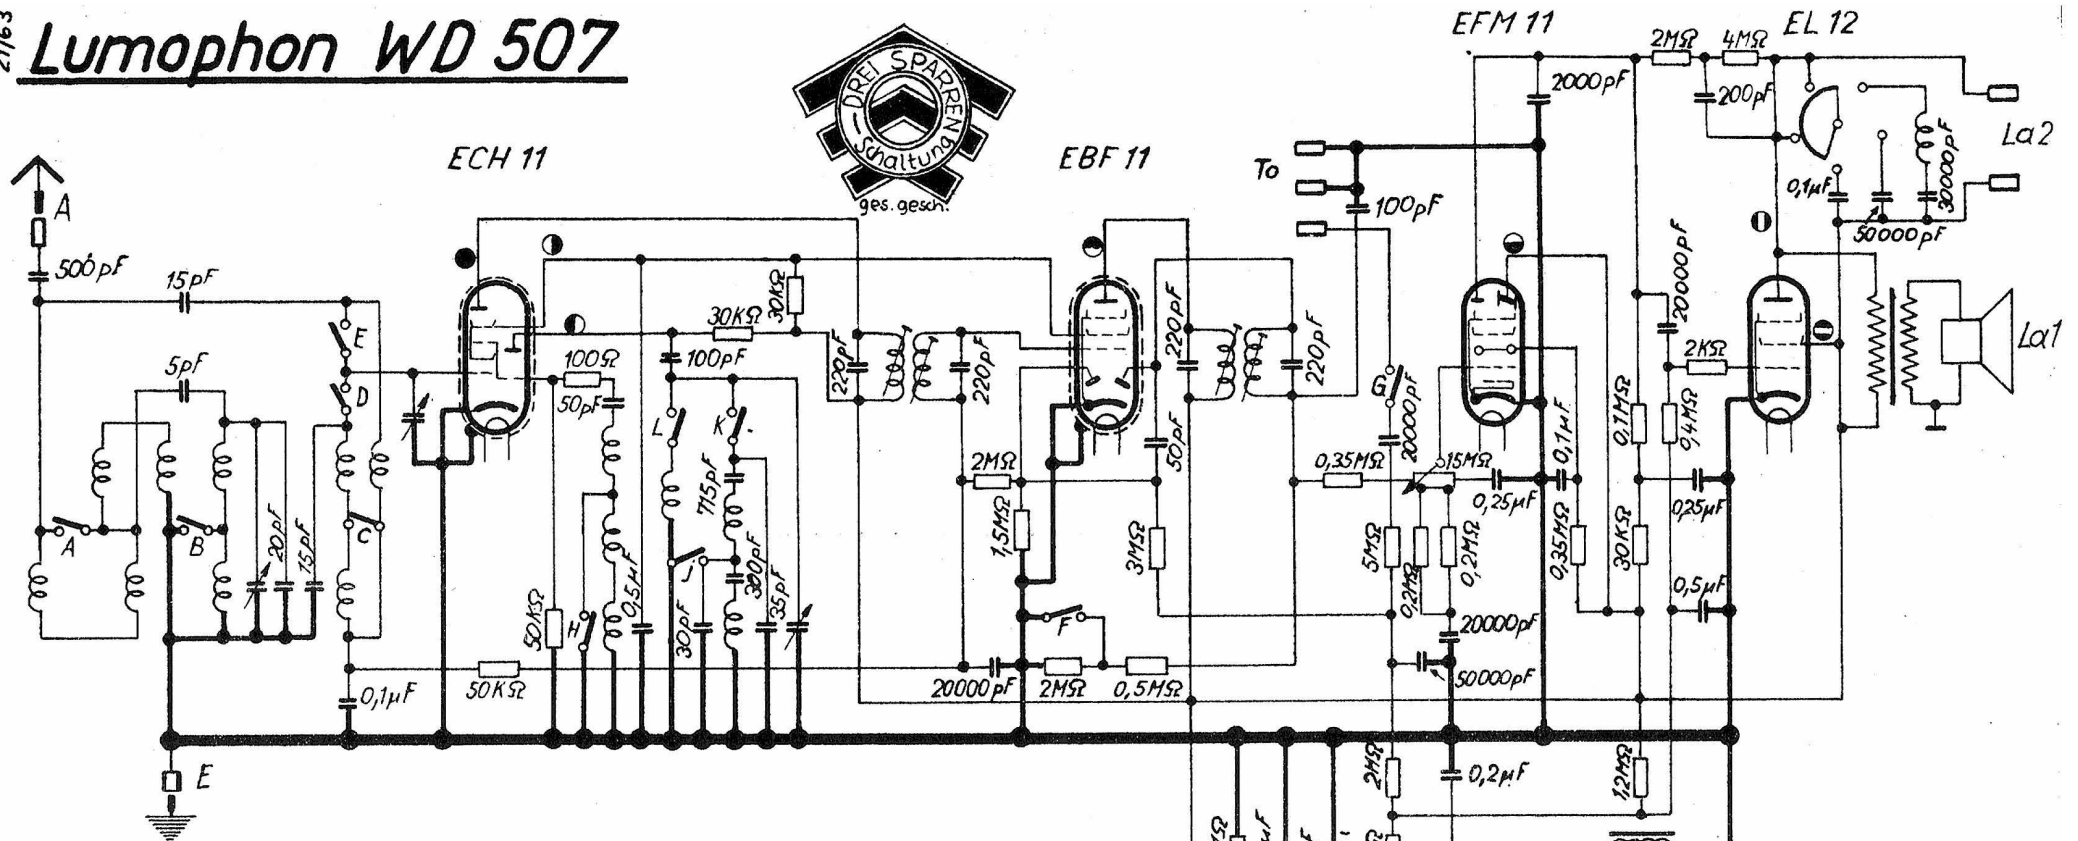 21/63
Lumophon WD 507
DREI SPARREN
Schaltung
ges. gesch.
EFM 11
EL 12
ECH 11
EBF 11
2MΩ
4MΩ
2000pF
200pF
La2
To
0,1µF
30000pF
50000pF
A
500pF
15pF
100pF
30KΩ
30KΩ
E
5pF
D
100Ω
100pF
50pF
220pF
220pF
220pF
220pF
G
20000pF
2KΩ
La1
L
K
715pF
2MΩ
50pF
0,35MΩ
15MΩ
2000pF
0,1µF
0,1MΩ
0,4MΩ
A
B
C
20pF
15pF
J
300pF
35pF
30pF
1,5MΩ
3MΩ
5MΩ
0,2MΩ
0,2MΩ
0,25µF
0,35MΩ
30KΩ
0,25µF
50KΩ
H
0,5µF
F
20000pF
0,5µF
50KΩ
0,1µF
20000pF
2MΩ
0,5MΩ
50000pF
E
2MΩ
0,2µF
1,2MΩ